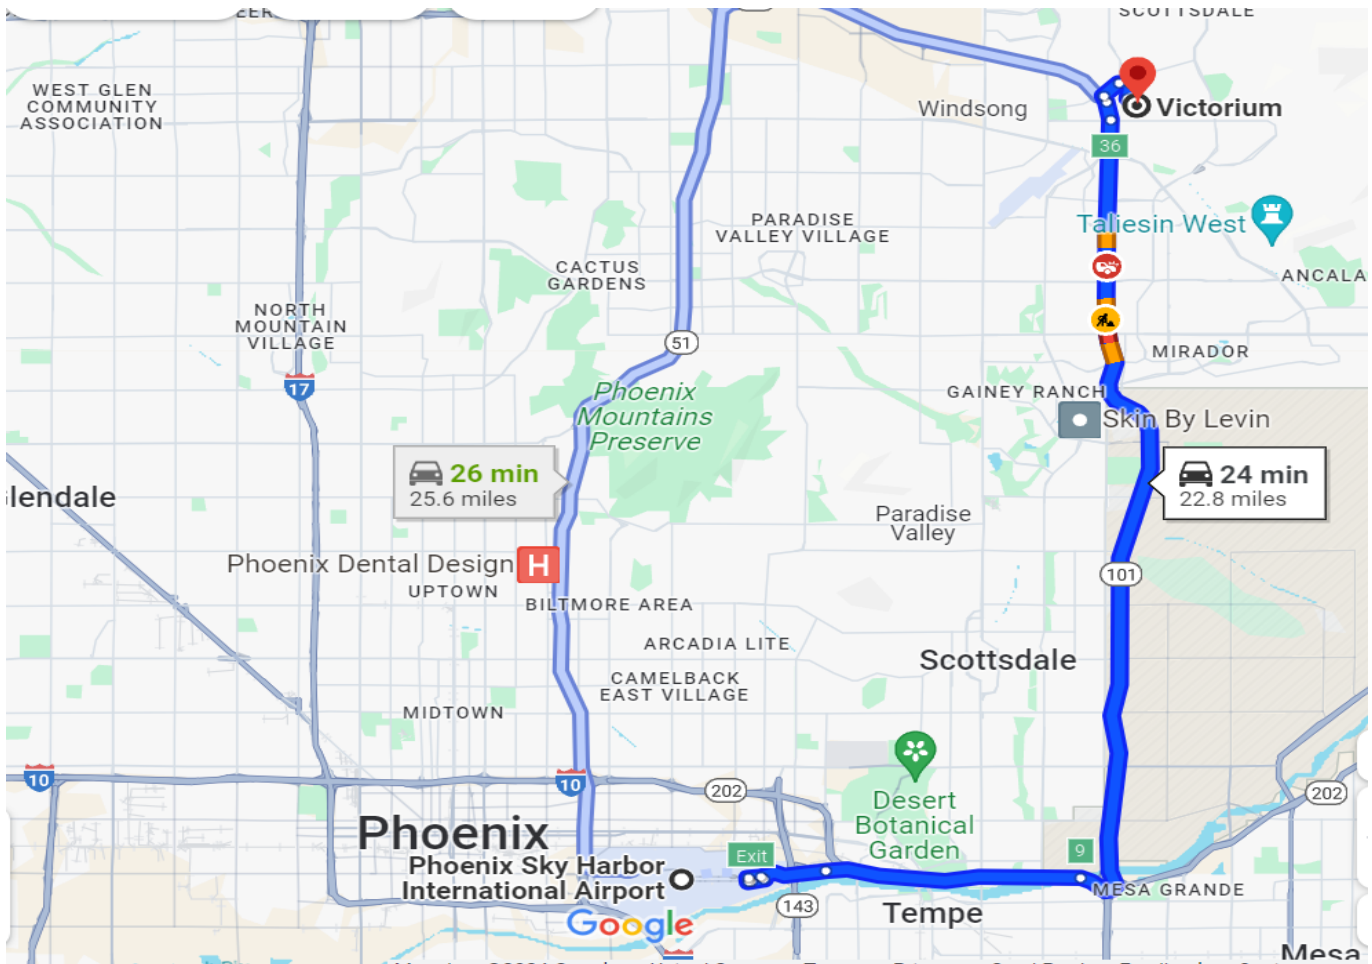 SCOTTSDALE
WEST GLEN
COMMUNITY
ASSOCIATION
Windsong
Victorium
36
PARADISE
VALLEY VILLAGE
Taliesin West
CACTUS
GARDENS
ANCALA
NORTH
MOUNTAIN
VILLAGE
51
MIRADOR
17
Phoenix
Mountains
Preserve
GAINEY RANCH
Skin By Levin
26 min
25.6 miles
24 min
22.8 miles
Glendale
Paradise
Valley
Phoenix Dental Design
H
UPTOWN
101
BILTMORE AREA
ARCADIA LITE
Scottsdale
CAMELBACK
EAST VILLAGE
MIDTOWN
10
10
202
202
Desert
Botanical
Garden
Phoenix
Exit
9
Phoenix Sky Harbor
International Airport
MESA GRANDE
143
Tempe
Google
Mesa